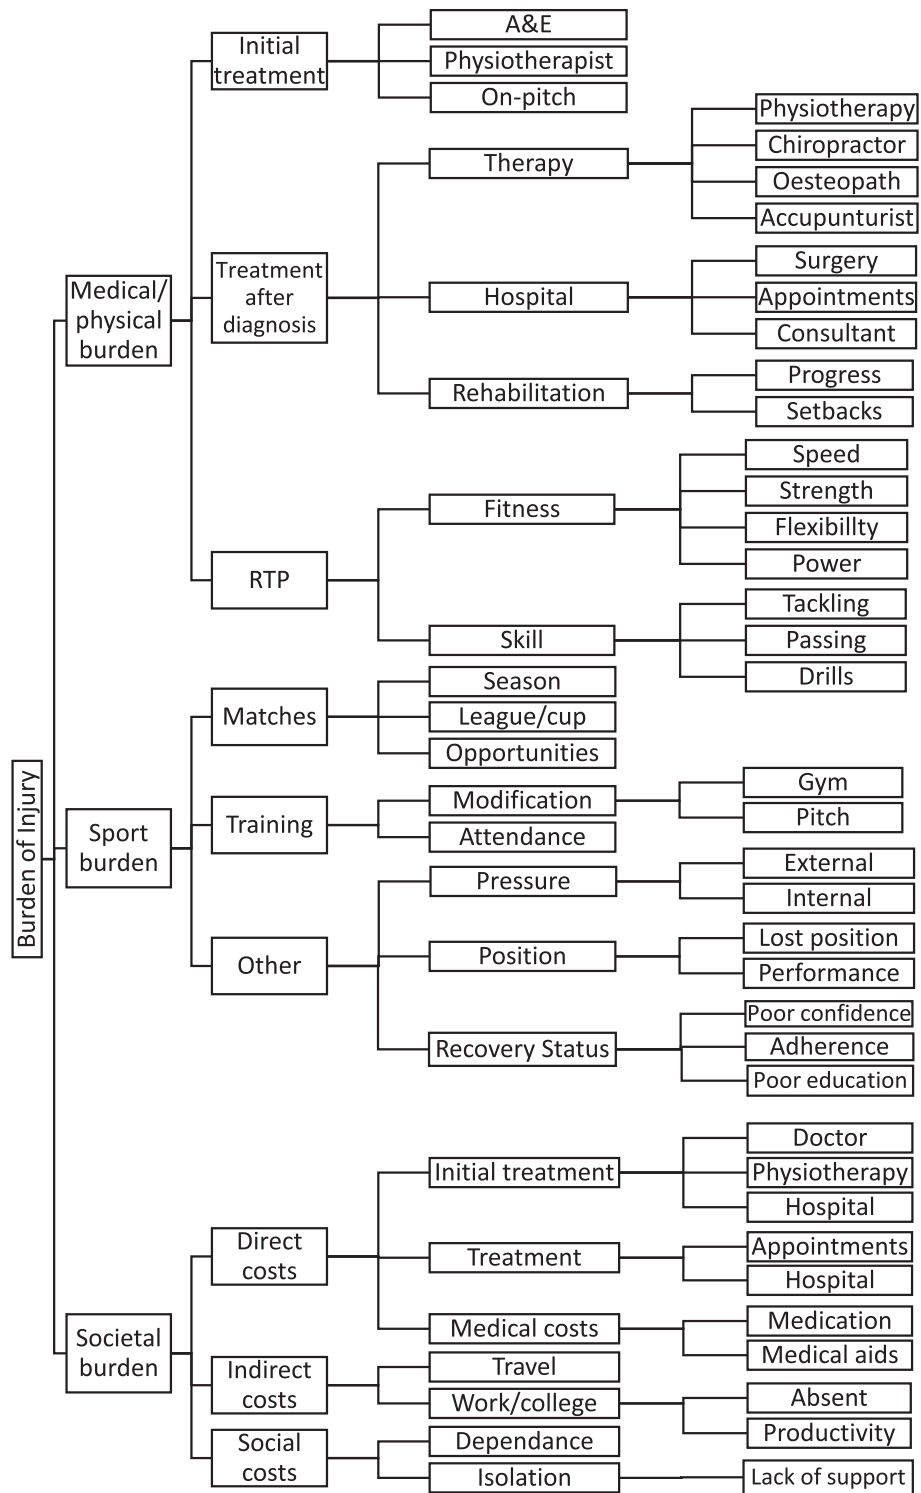 Burden of Injury
Medical/
physical
burden
Initial
treatment
A&E
Physiotherapist
On-pitch
Treatment
after
diagnosis
Therapy
Physiotherapy
Chiropractor
Oesteopath
Accupunturist
Hospital
Surgery
Appointments
Consultant
Rehabilitation
Progress
Setbacks
RTP
Fitness
Speed
Strength
Flexibillty
Power
Skill
Tackling
Passing
Drills
Sport
burden
Matches
Season
League/cup
Opportunities
Training
Modification
Gym
Pitch
Attendance
Other
Pressure
External
Internal
Position
Lost position
Performance
Recovery Status
Poor confidence
Adherence
Poor education
Societal
burden
Direct
costs
Initial treatment
Doctor
Physiotherapy
Hospital
Treatment
Appointments
Hospital
Medical costs
Medication
Medical aids
Indirect
costs
Travel
Work/college
Absent
Productivity
Social
costs
Dependance
Isolation
Lack of support